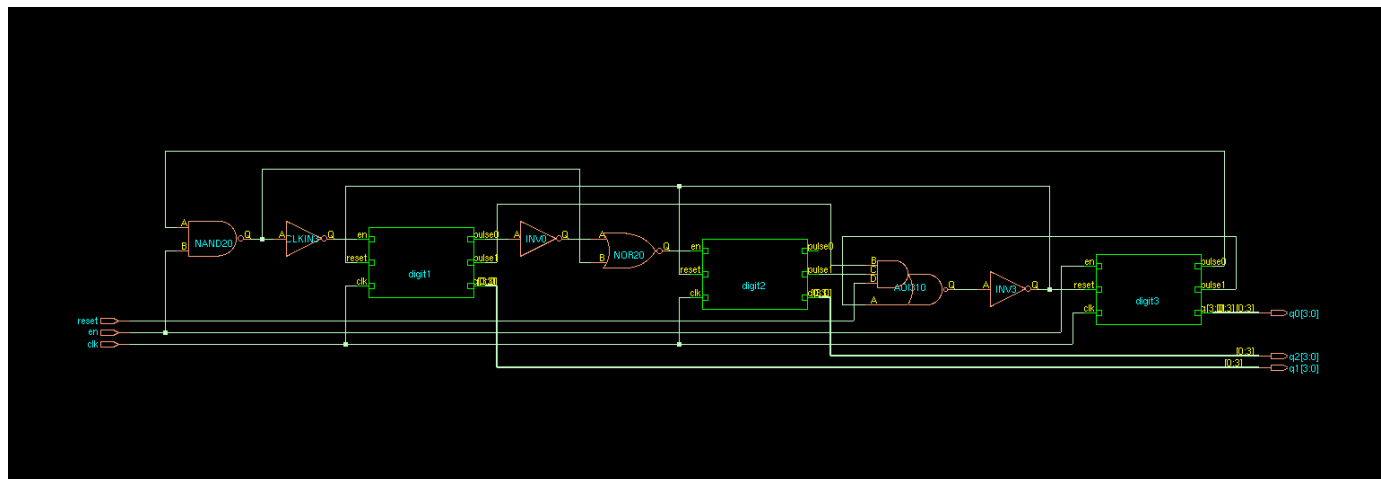 A
B
NAND20
Q
A
CLKIN3
Q
en
reset
clk
digit1
pulse0
pulse1
A
INV0
Q
A
B
NOR20
Q
en
reset
clk
digit2
pulse0
pulse1
B
C
D
A
AOI310
Q
A
INV3
Q
en
reset
clk
digit3
pulse0
pulse1
reset
en
clk
q0[3:0]
[0:3]
q2[3:0]
[0:3]
q1[3:0]